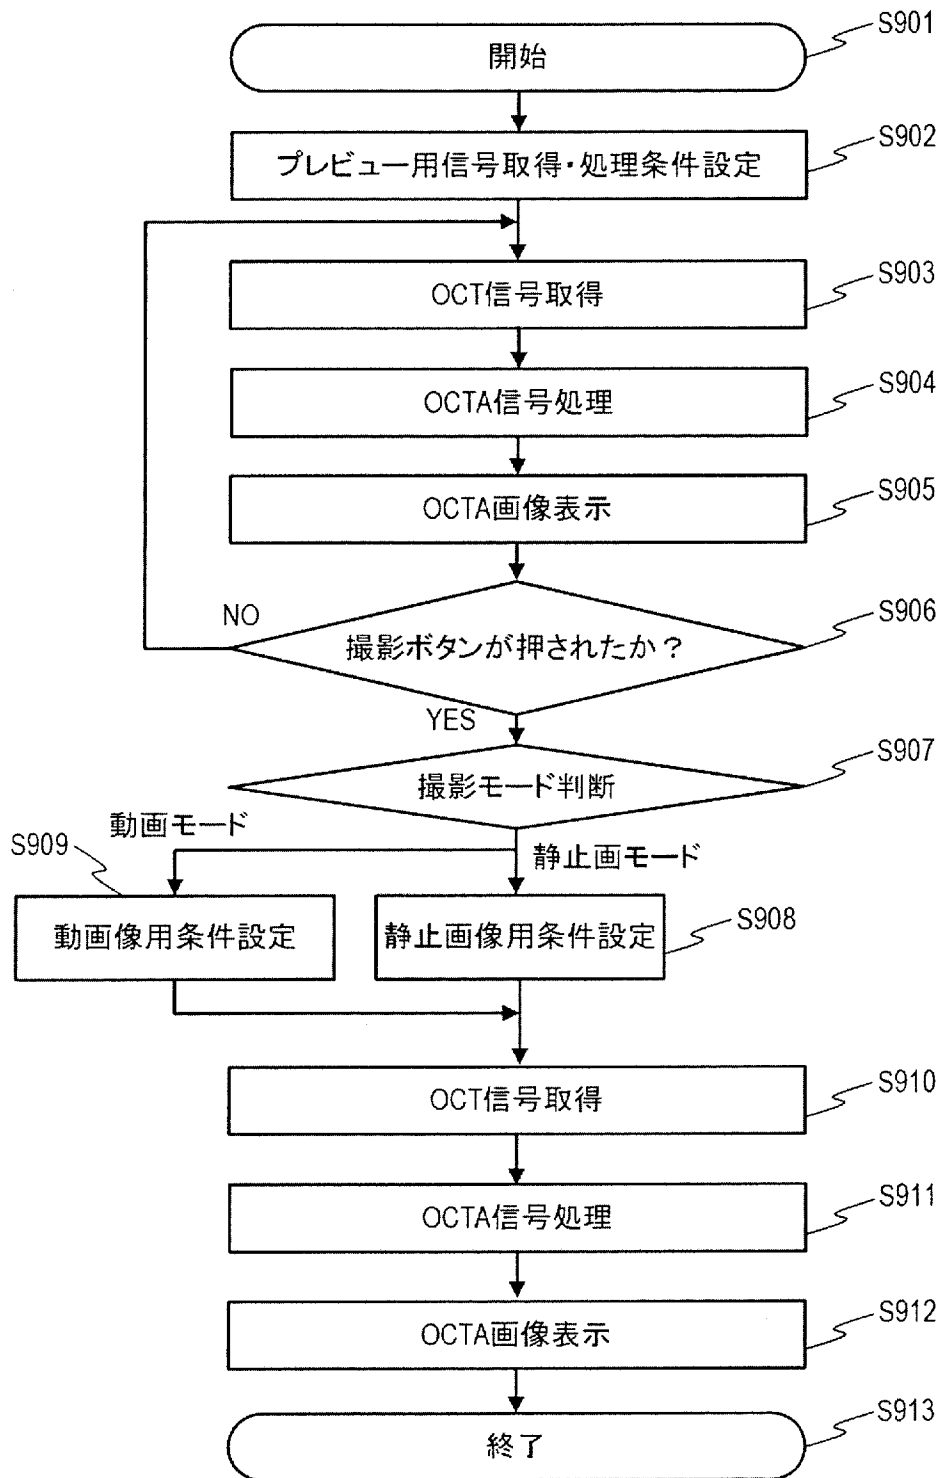 S901
開始
S902
プレビュー用信号取得・処理条件設定
S903
OCT信号取得
S904
OCTA信号処理
S905
OCTA画像表示
S906
NO
撮影ボタンが押されたか？
YES
S907
撮影モード判断
動画モード
静止画モード
S909
S908
動画像用条件設定
静止画像用条件設定
S910
OCT信号取得
S911
OCTA信号処理
S912
OCTA画像表示
S913
終了